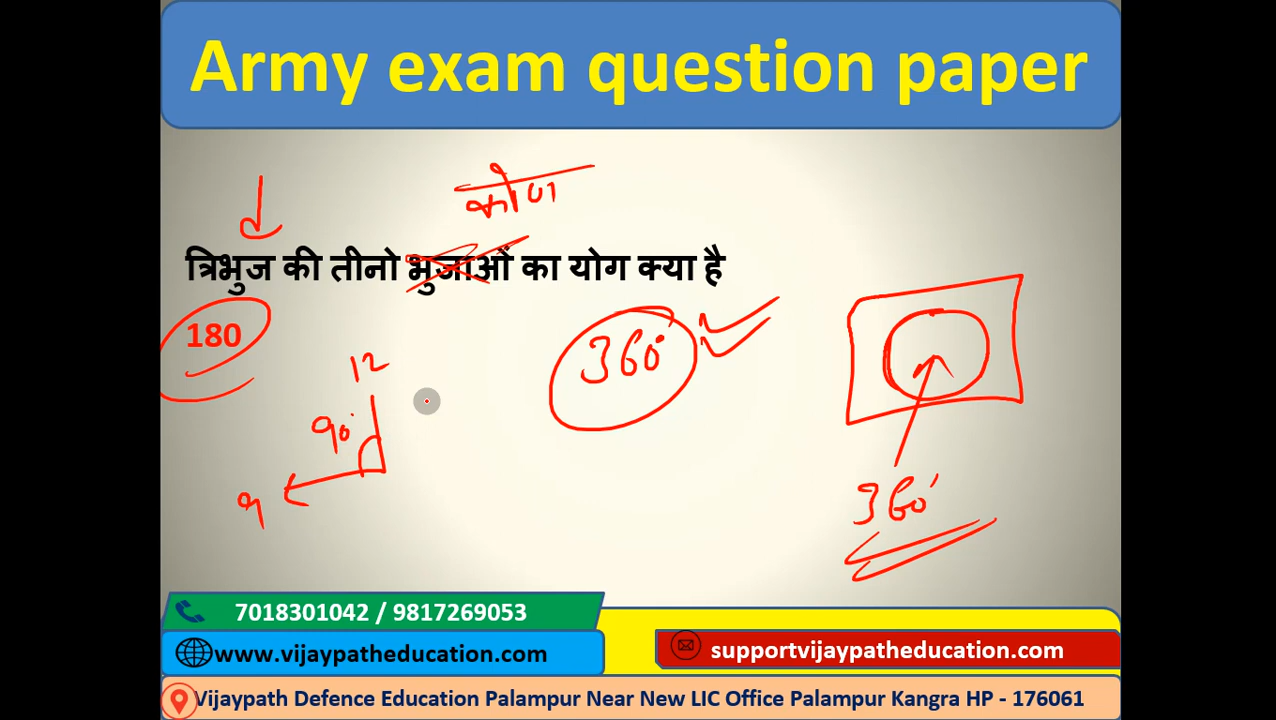 Army exam question paper
कोण
त्रिभुज की तीनो भुजाओं का योग क्या है
180
360°
12
90°
9
360°
7018301042 / 9817269053
www.vijaypatheducation.com
supportvijaypatheducation.com
Vijaypath Defence Education Palampur Near New LIC Office Palampur Kangra HP - 176061